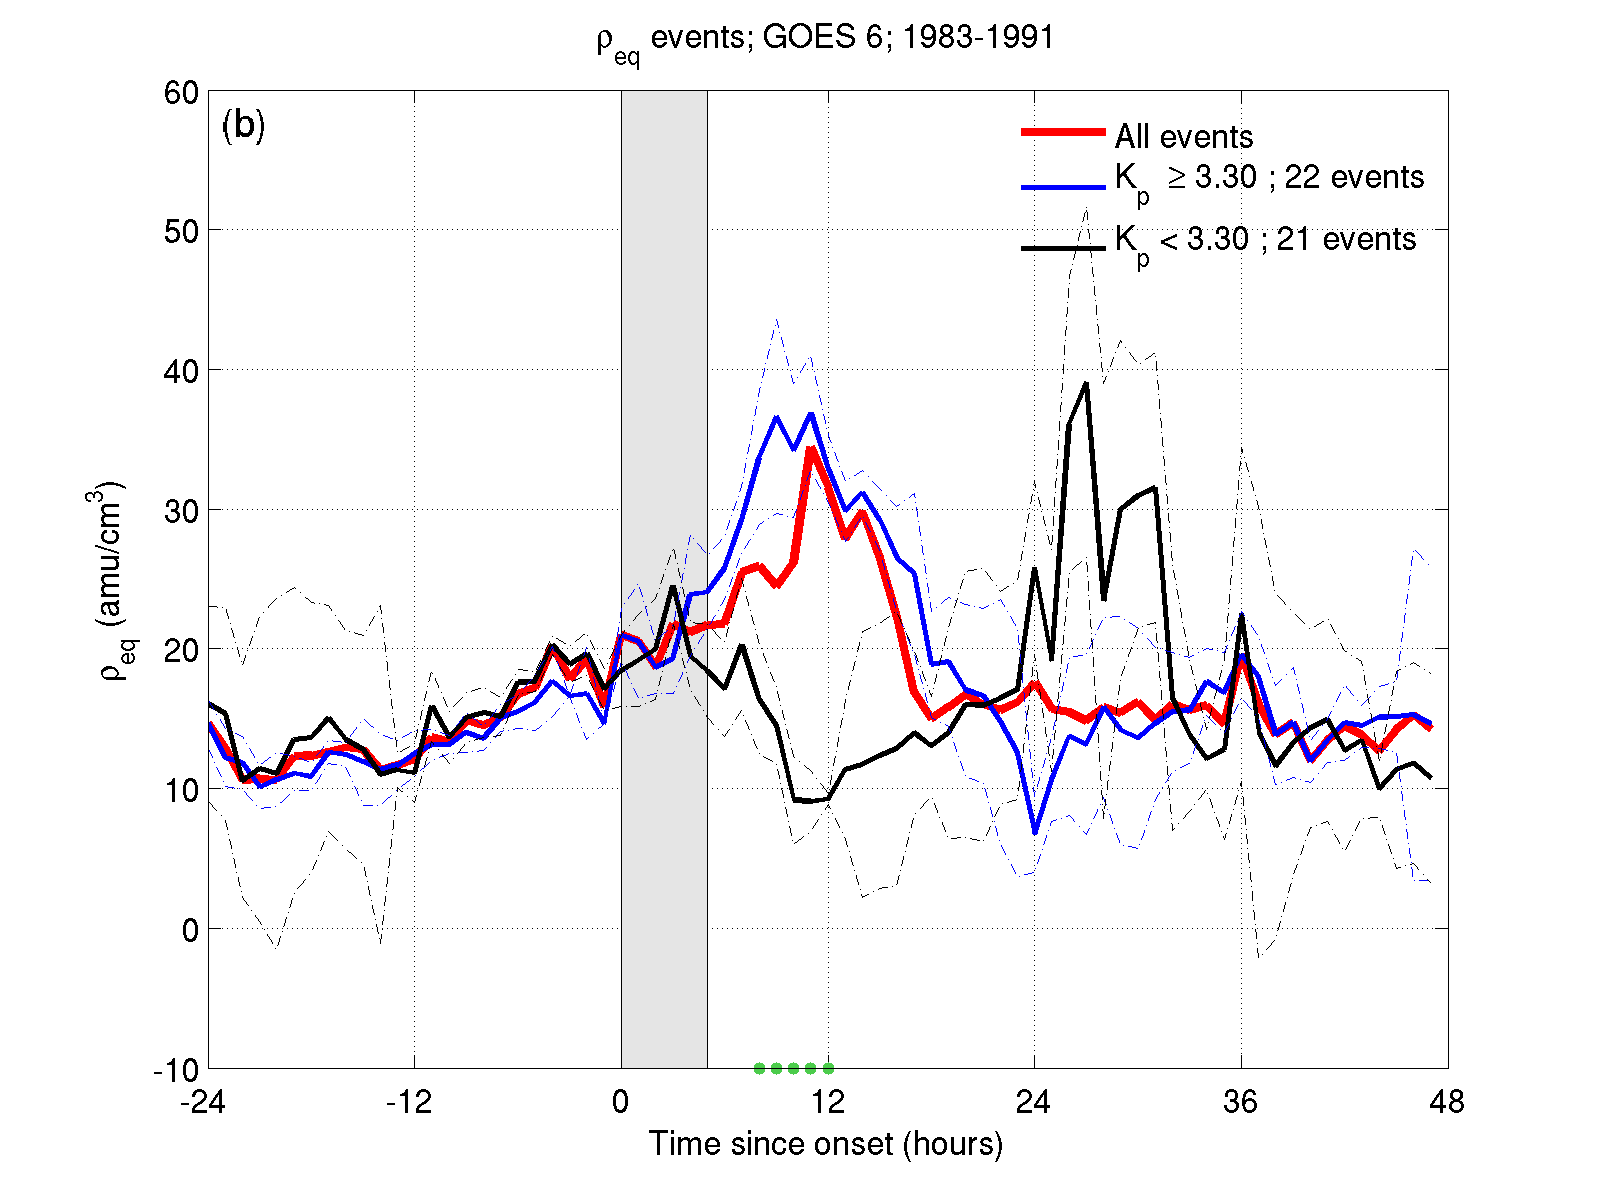 ρeq events; GOES 6; 1983-1991
(b)
All events
Kp ≥ 3.30 ; 22 events
Kp < 3.30 ; 21 events
60
50
40
30
20
10
0
-10
ρeq (amu/cm3)
-24 -12 0 12 24 36 48
Time since onset (hours)